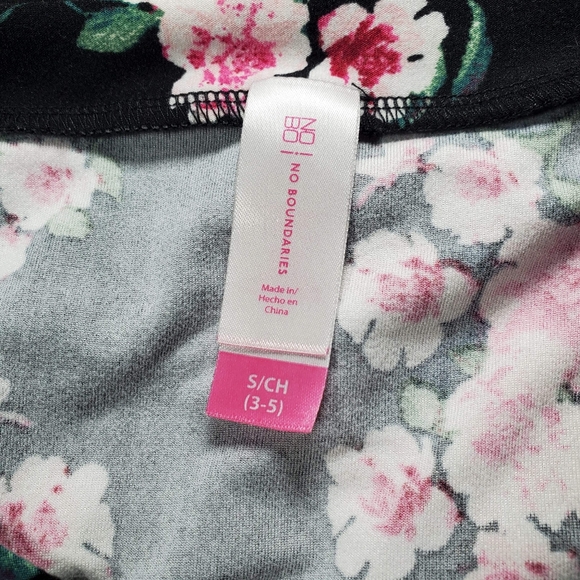 NO
BO
NO BOUNDARIES
Made in/
Hecho en
China
S/CH
(3-5)